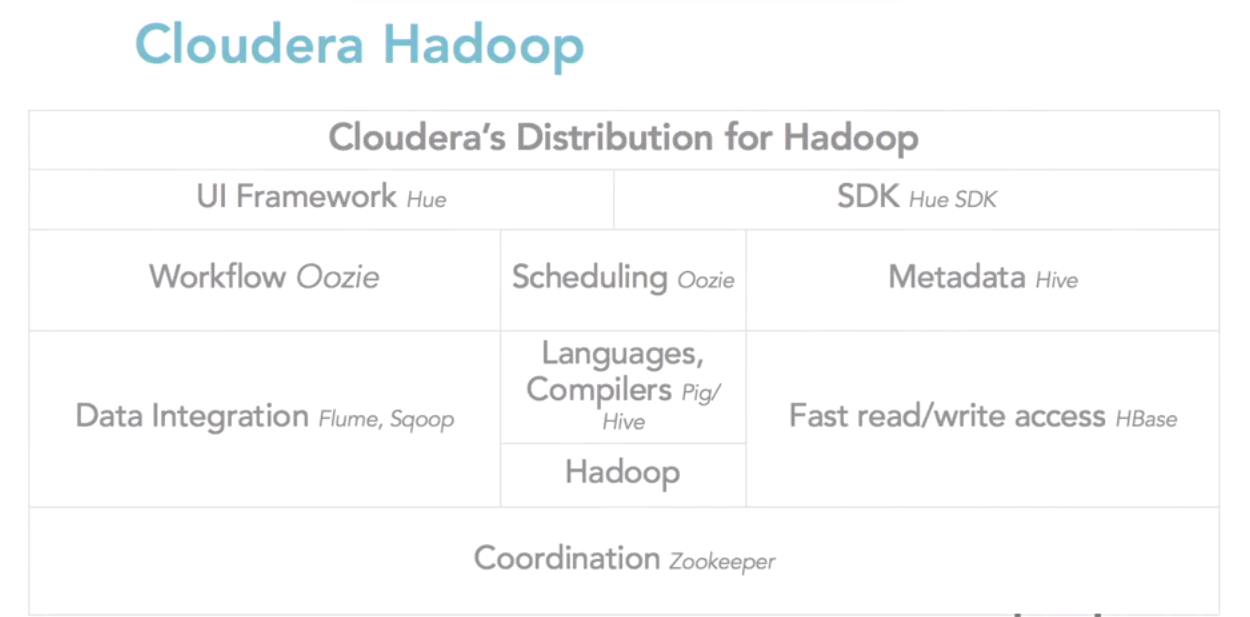 Cloudera Hadoop
Cloudera’s Distribution for Hadoop
UI Framework Hue
SDK Hue SDK
Workflow Oozie
Scheduling Oozie
Metadata Hive
Data Integration Flume, Sqoop
Languages,
Compilers Pig/
Hive
Hadoop
Fast read/write access HBase
Coordination Zookeeper